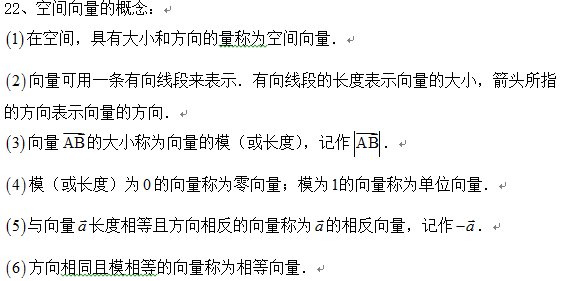 22、空间向量的概念：
(1)在空间，具有大小和方向的量称为空间向量．
(2)向量可用一条有向线段来表示．有向线段的长度表示向量的大小，箭头所指
的方向表示向量的方向．
(3)向量 $\overrightarrow{AB}$ 的大小称为向量的模（或长度），记作 $|\overrightarrow{AB}|$．
(4)模（或长度）为0的向量称为零向量；模为1的向量称为单位向量．
(5)与向量 $\vec{a}$ 长度相等且方向相反的向量称为 $\vec{a}$ 的相反向量，记作 $-\vec{a}$．
(6)方向相同且模相等的向量称为相等向量．